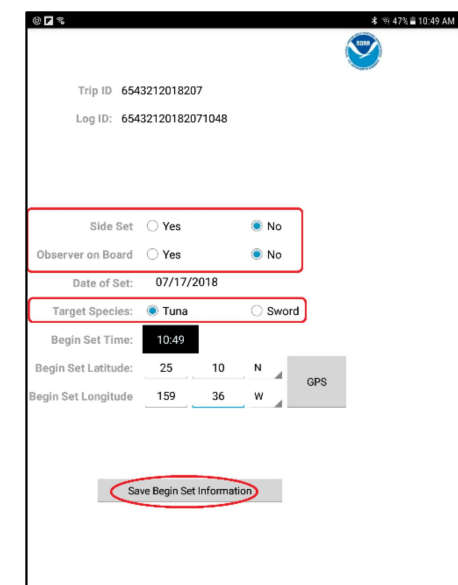 47% 10:49 AM
NOAA
Trip ID 6543212018207
Log ID: 65432120182071048
Side Set Yes No
Observer on Board Yes No
Date of Set: 07/17/2018
Target Species: Tuna Sword
Begin Set Time: 10:49
Begin Set Latitude: 25 10 N
GPS
Begin Set Longitude 159 36 W
Save Begin Set Information